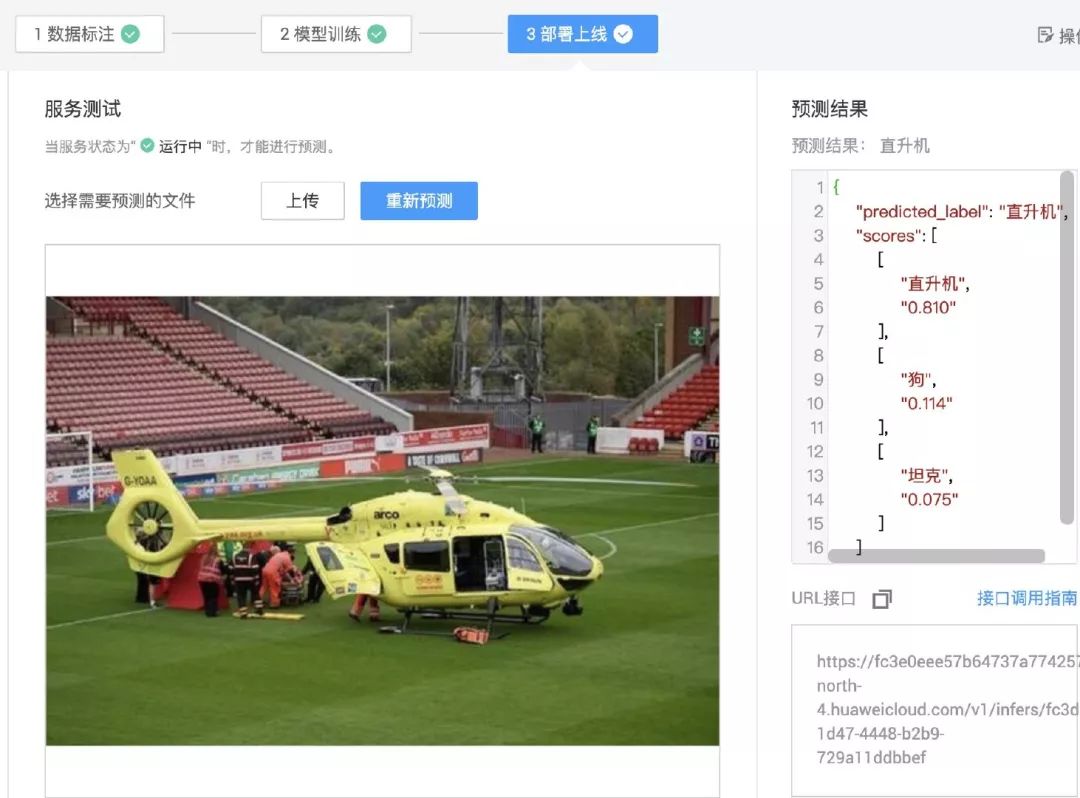 1 数据标注
2 模型训练
3 部署上线
服务测试
当服务状态为“ 运行中 ”时，才能进行预测。
选择需要预测的文件
上传
重新预测
G-YOAA
arco
sky bet
PUMA
A TASTE OF CORNWALL
预测结果
预测结果： 直升机
1 {
2 "predicted_label": "直升机",
3 "scores": [
4 [
5 "直升机",
6 "0.810"
7 ],
8 [
9 "狗",
10 "0.114"
11 ],
12 [
13 "坦克",
14 "0.075"
15 ]
16 ]
URL接口
接口调用指南
https://fc3e0eee57b64737a774257
north-
4.huaweicloud.com/v1/infers/fc3d
1d47-4448-b2b9-
729a11ddbbef